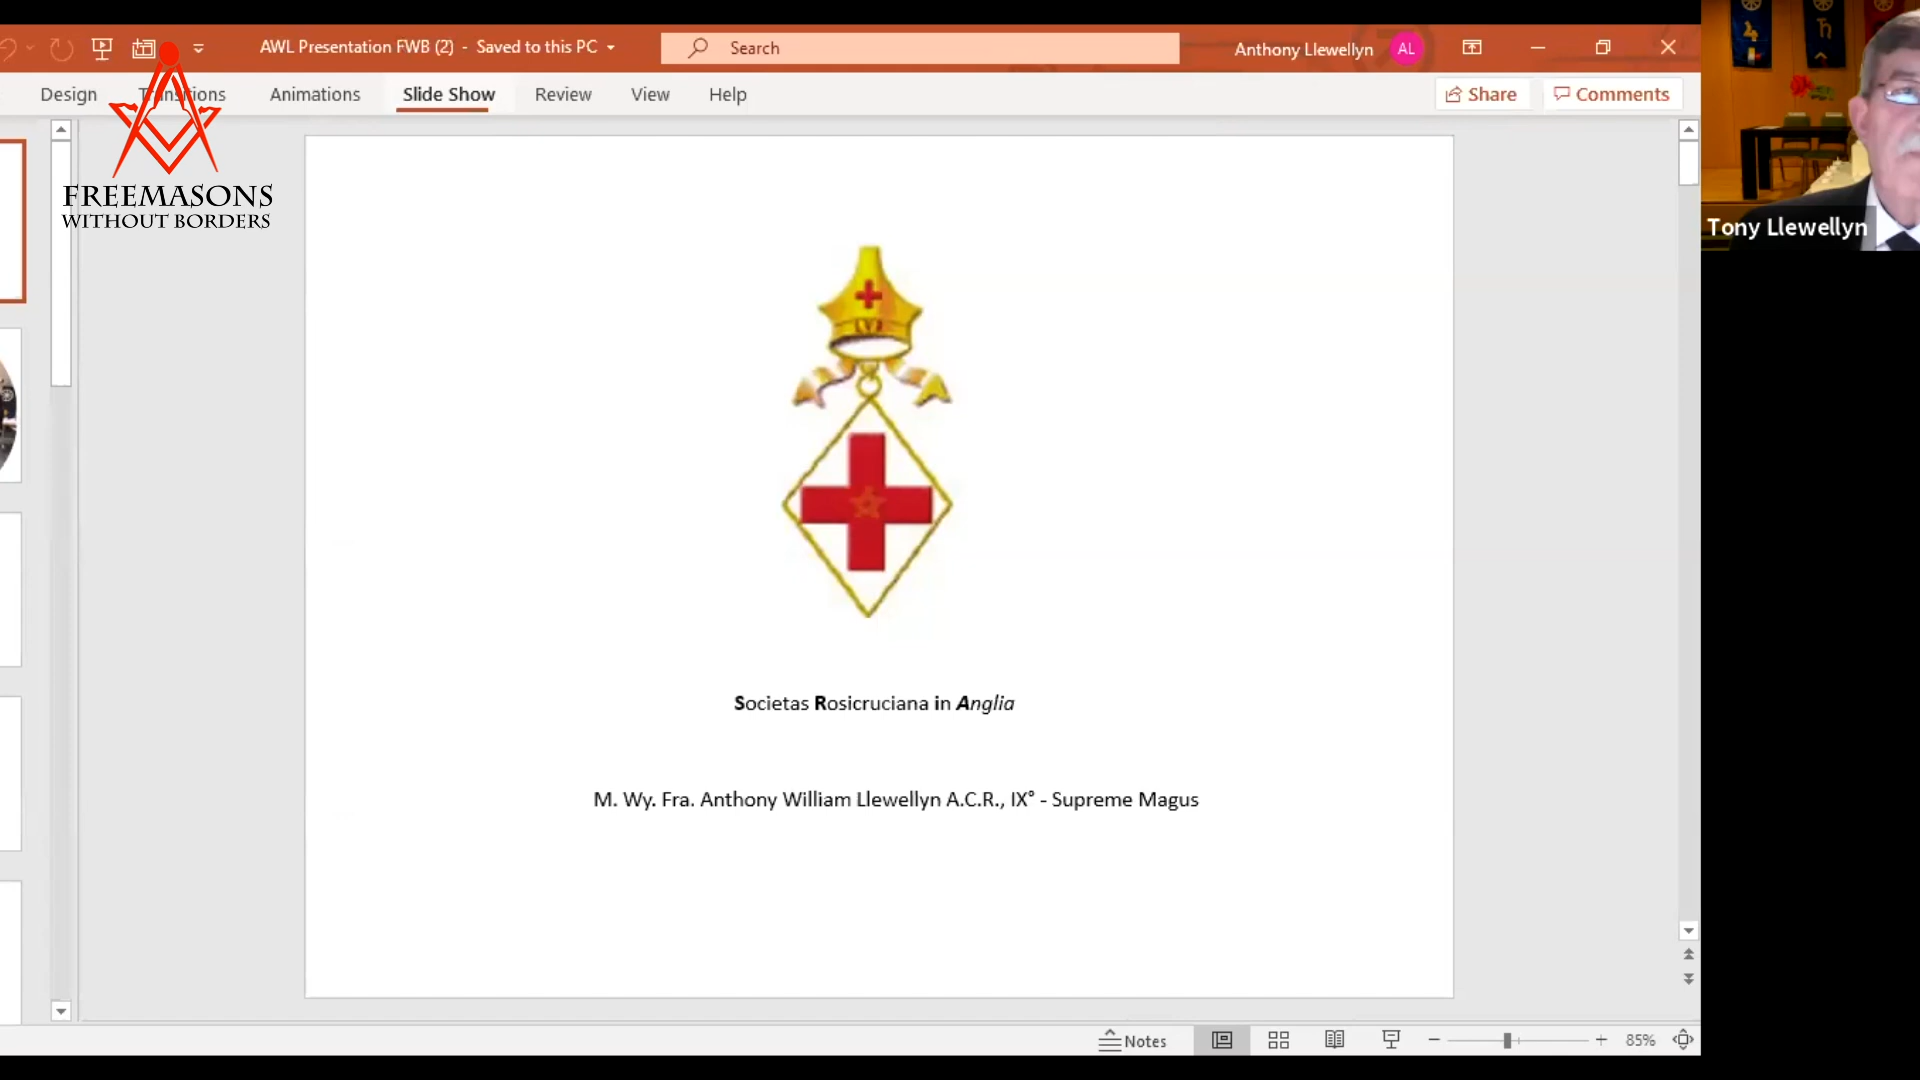 AWL Presentation FWB (2) - Saved to this PC
Search
Anthony Llewellyn
AL
Design
Transitions
Animations
Slide Show
Review
View
Help
Share
Comments
FREEMASONS
WITHOUT BORDERS
Tony Llewellyn
LVX
Societas Rosicruciana in Anglia
M. Wy. Fra. Anthony William Llewellyn A.C.R., IX° - Supreme Magus
Notes
85%